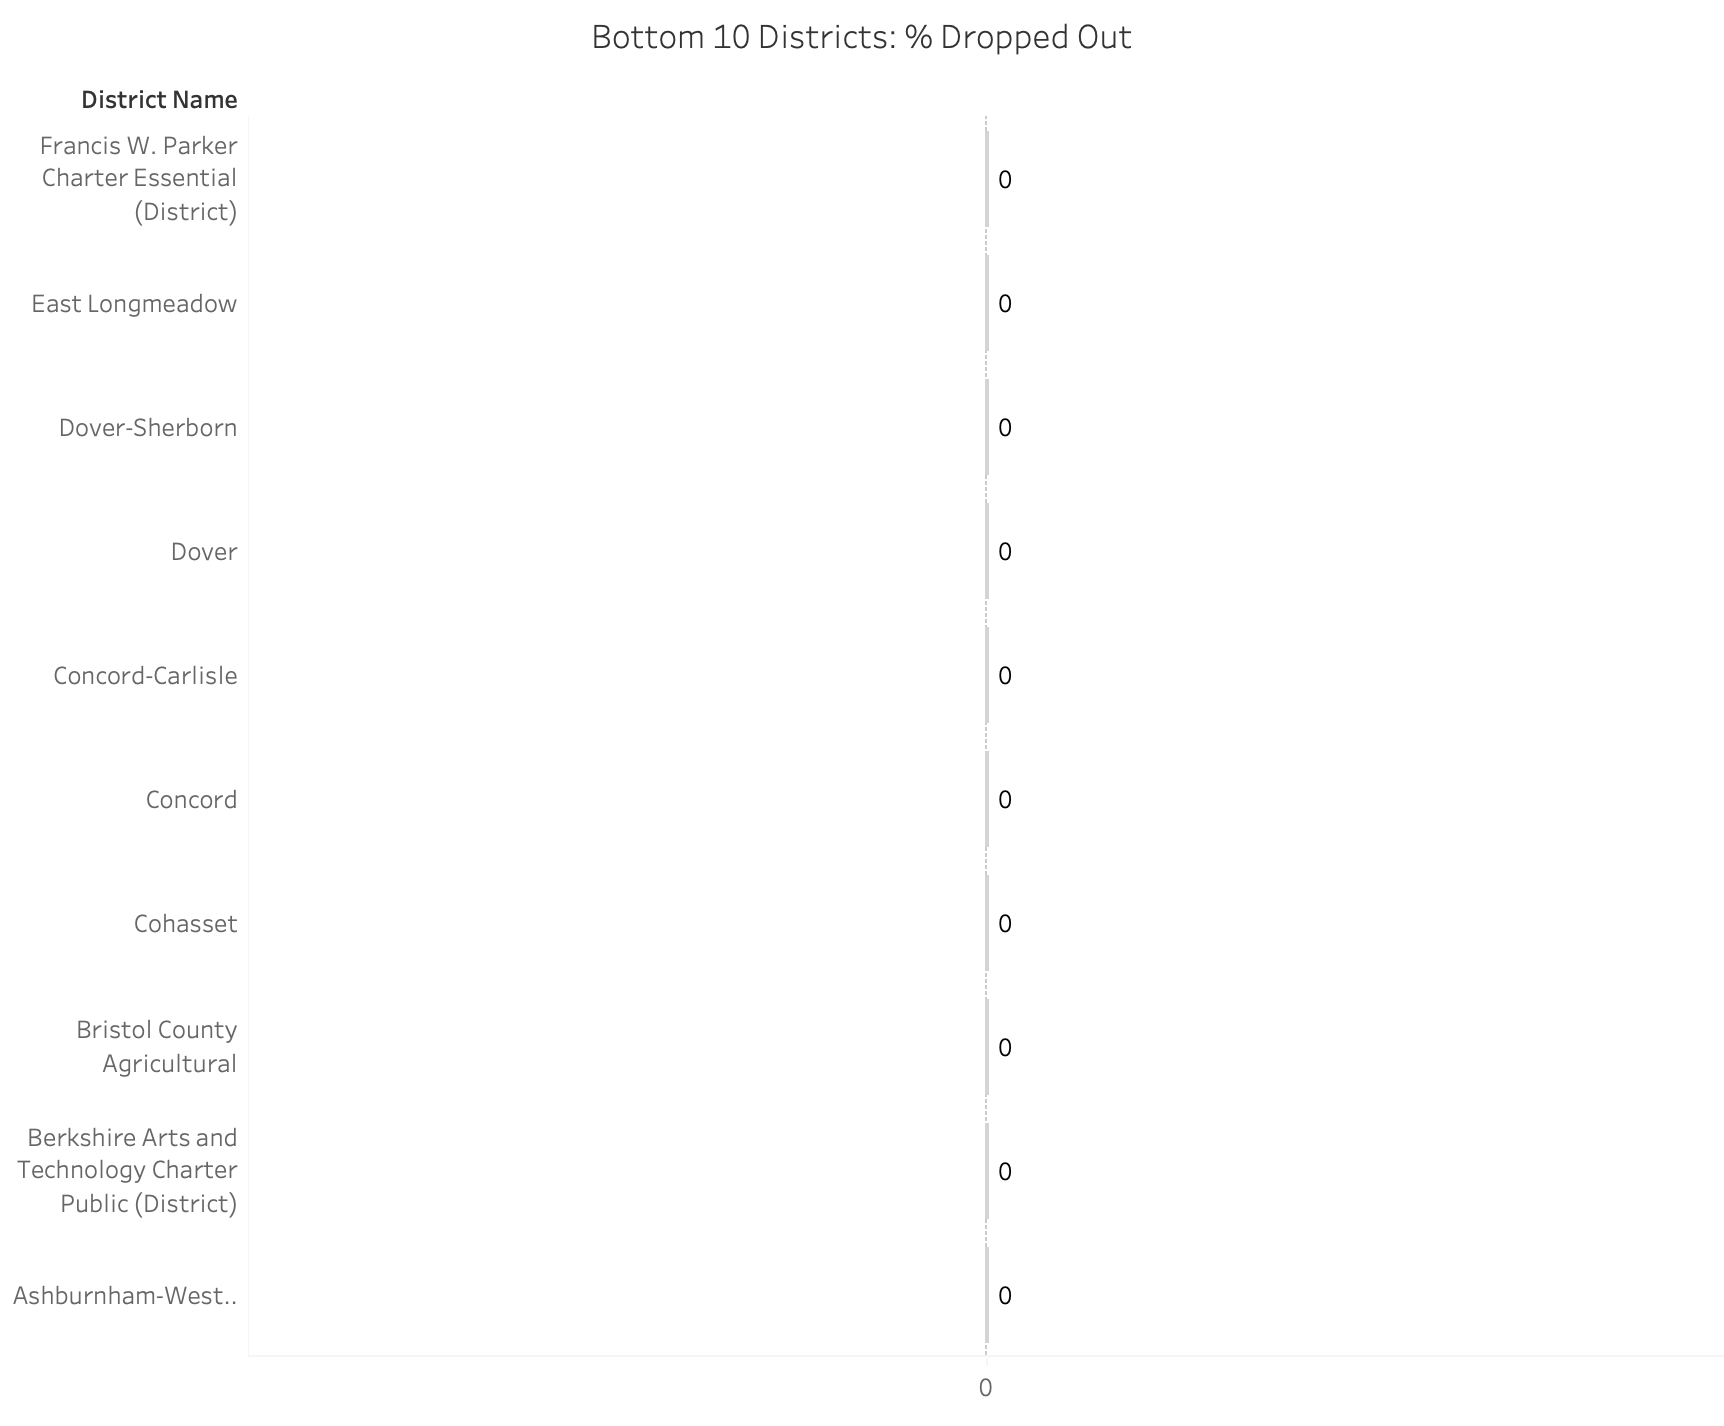 Bottom 10 Districts: % Dropped Out
District Name
Francis W. Parker
Charter Essential
(District)
0
East Longmeadow
0
Dover-Sherborn
0
Dover
0
Concord-Carlisle
0
Concord
0
Cohasset
0
Bristol County
Agricultural
0
Berkshire Arts and
Technology Charter
Public (District)
0
Ashburnham-West..
0
0